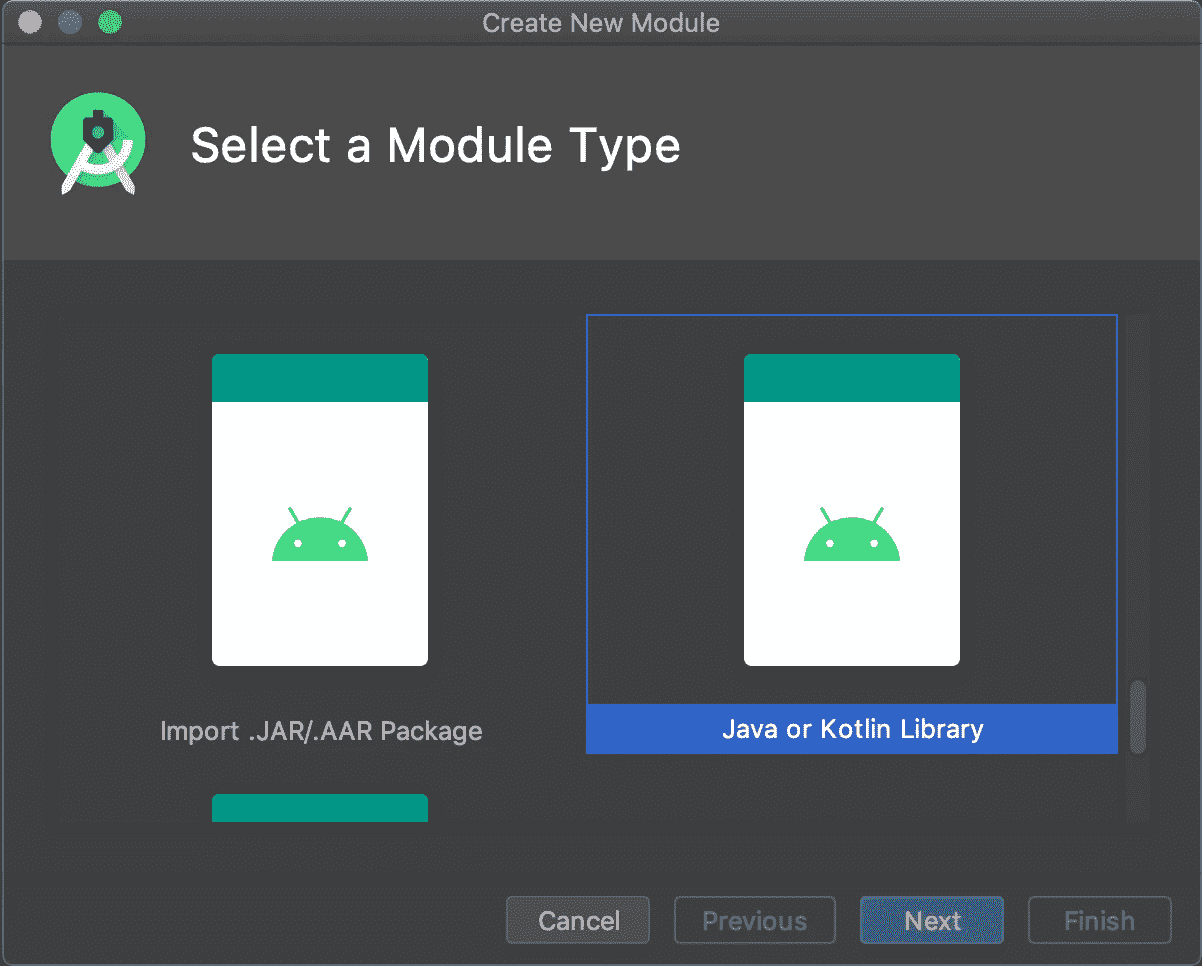 Create New Module
Select a Module Type
Import .JAR/.AAR Package
Java or Kotlin Library
Cancel
Previous
Next
Finish